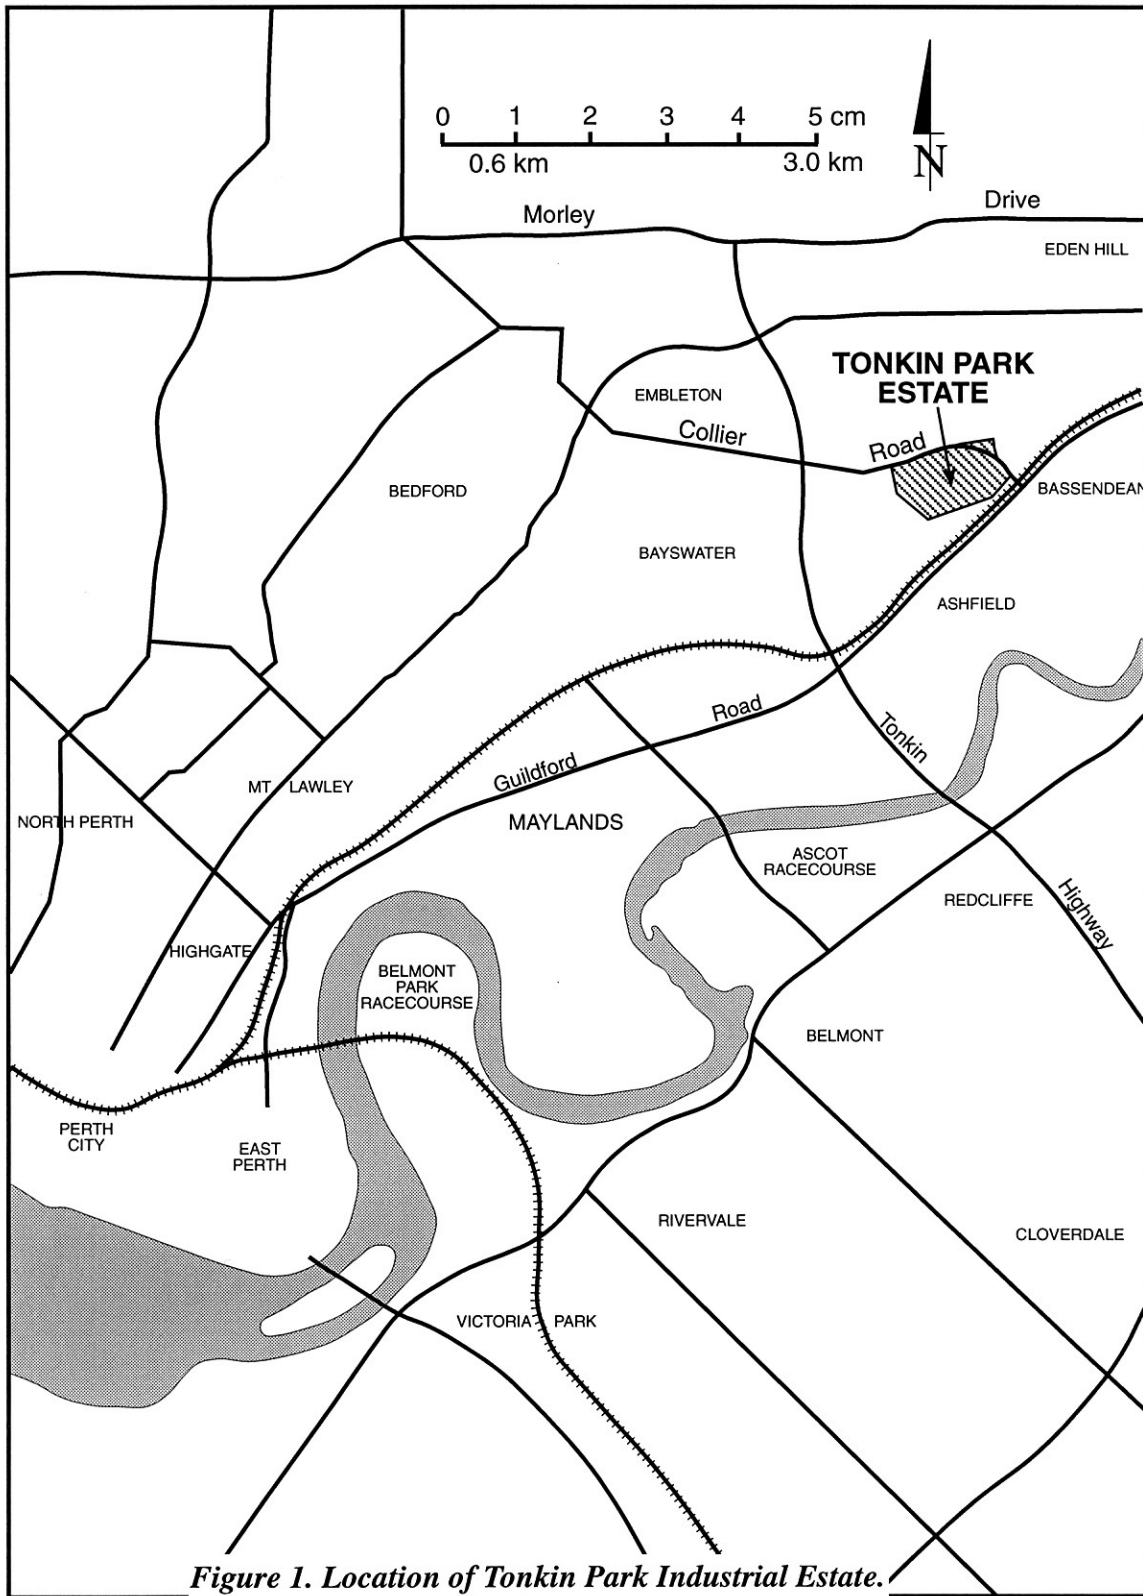 0 1 2 3 4 5 cm
0.6 km 3.0 km
N
Morley Drive
EDEN HILL
TONKIN PARK
ESTATE
EMBLETON
Collier Road
BEDFORD
BASSENDEAN
BAYSWATER
ASHFIELD
Guildford Road
Tonkin Highway
MT LAWLEY
NORTH PERTH
MAYLANDS
ASCOT
RACECOURSE
REDCLIFFE
HIGHGATE
BELMONT
PARK
RACECOURSE
BELMONT
PERTH
CITY
EAST
PERTH
RIVERVALE
CLOVERDALE
VICTORIA PARK
Figure 1. Location of Tonkin Park Industrial Estate.